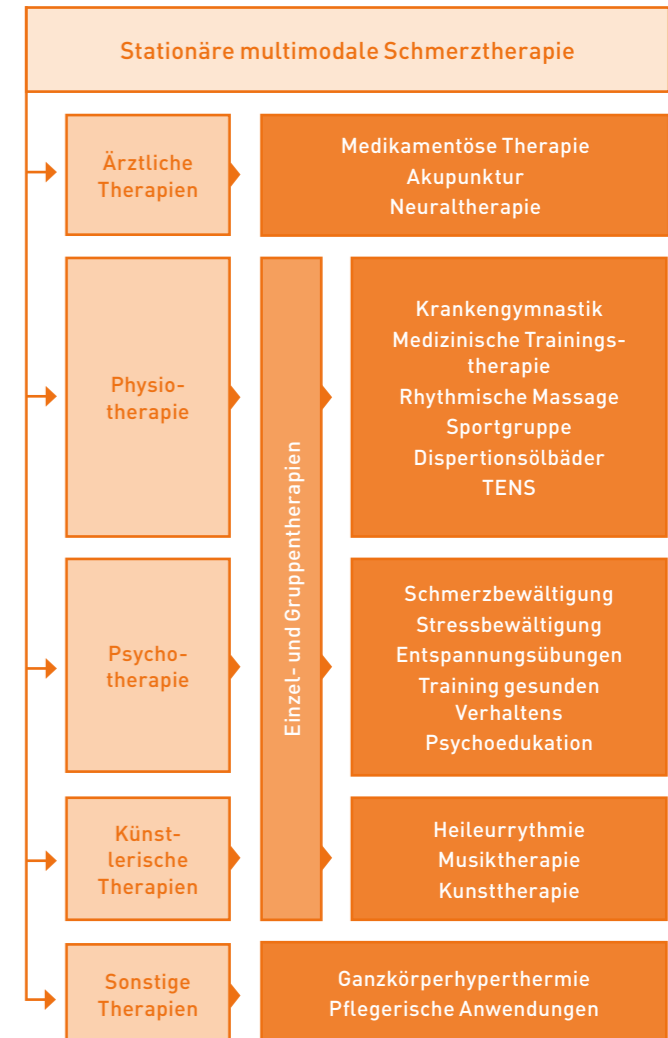 Stationäre multimodale Schmerztherapie
Ärztliche
Therapien
Medikamentöse Therapie
Akupunktur
Neuraltherapie
Physio-
therapie
Einzel- und Gruppentherapien
Krankengymnastik
Medizinische Trainings-
therapie
Rhythmische Massage
Sportgruppe
Dispertionsölbäder
TENS
Psycho-
therapie
Schmerzbewältigung
Stressbewältigung
Entspannungsübungen
Training gesunden
Verhaltens
Psychoedukation
Künst-
lerische
Therapien
Heileurrythmie
Musiktherapie
Kunsttherapie
Sonstige
Therapien
Ganzkörperhyperthermie
Pflegerische Anwendungen